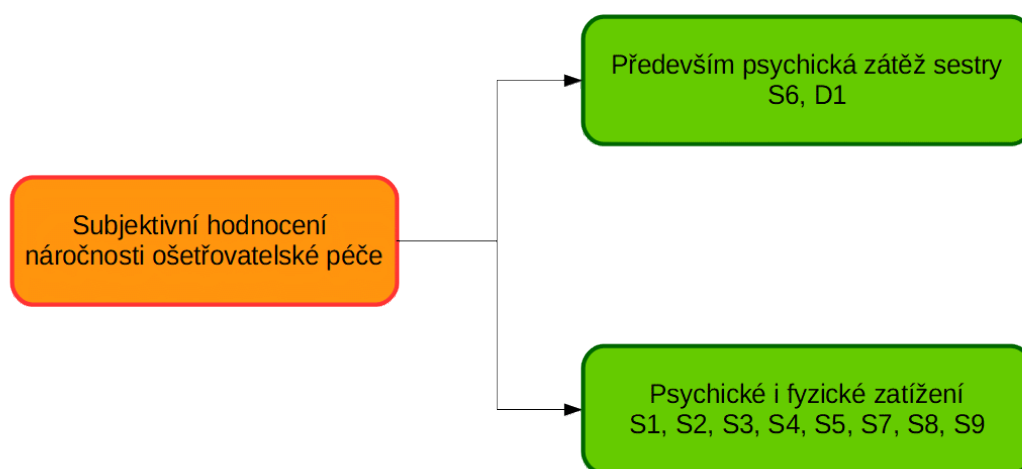 Především psychická zátěž sestry
S6, D1
Subjektivní hodnocení
náročnosti ošetřovatelské péče
Psychické i fyzické zatížení
S1, S2, S3, S4, S5, S7, S8, S9